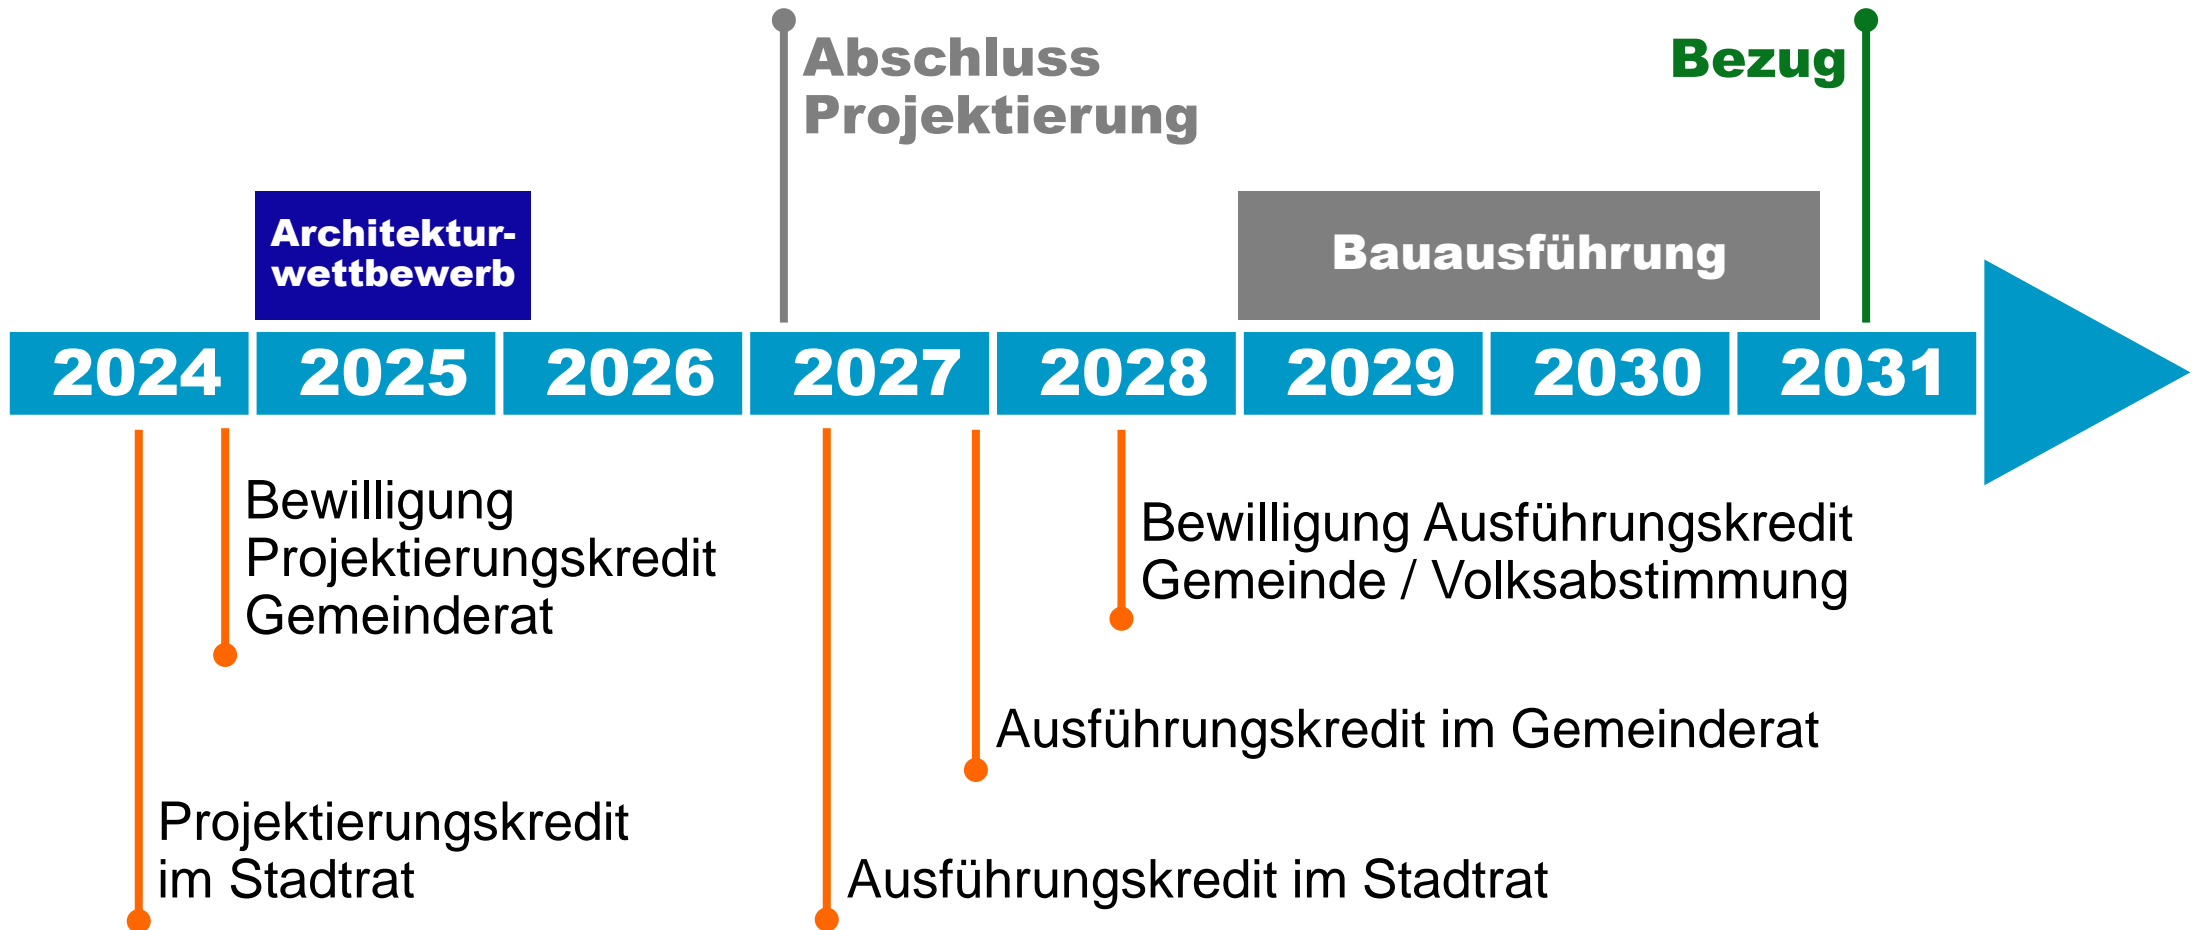 Abschluss
Projektierung
Bezug
Architektur-
wettbewerb
Bauausführung
2024 2025 2026 2027 2028 2029 2030 2031
Bewilligung
Projektierungskredit
Gemeinderat
Bewilligung Ausführungskredit
Gemeinde / Volksabstimmung
Ausführungskredit im Gemeinderat
Projektierungskredit
im Stadtrat
Ausführungskredit im Stadtrat